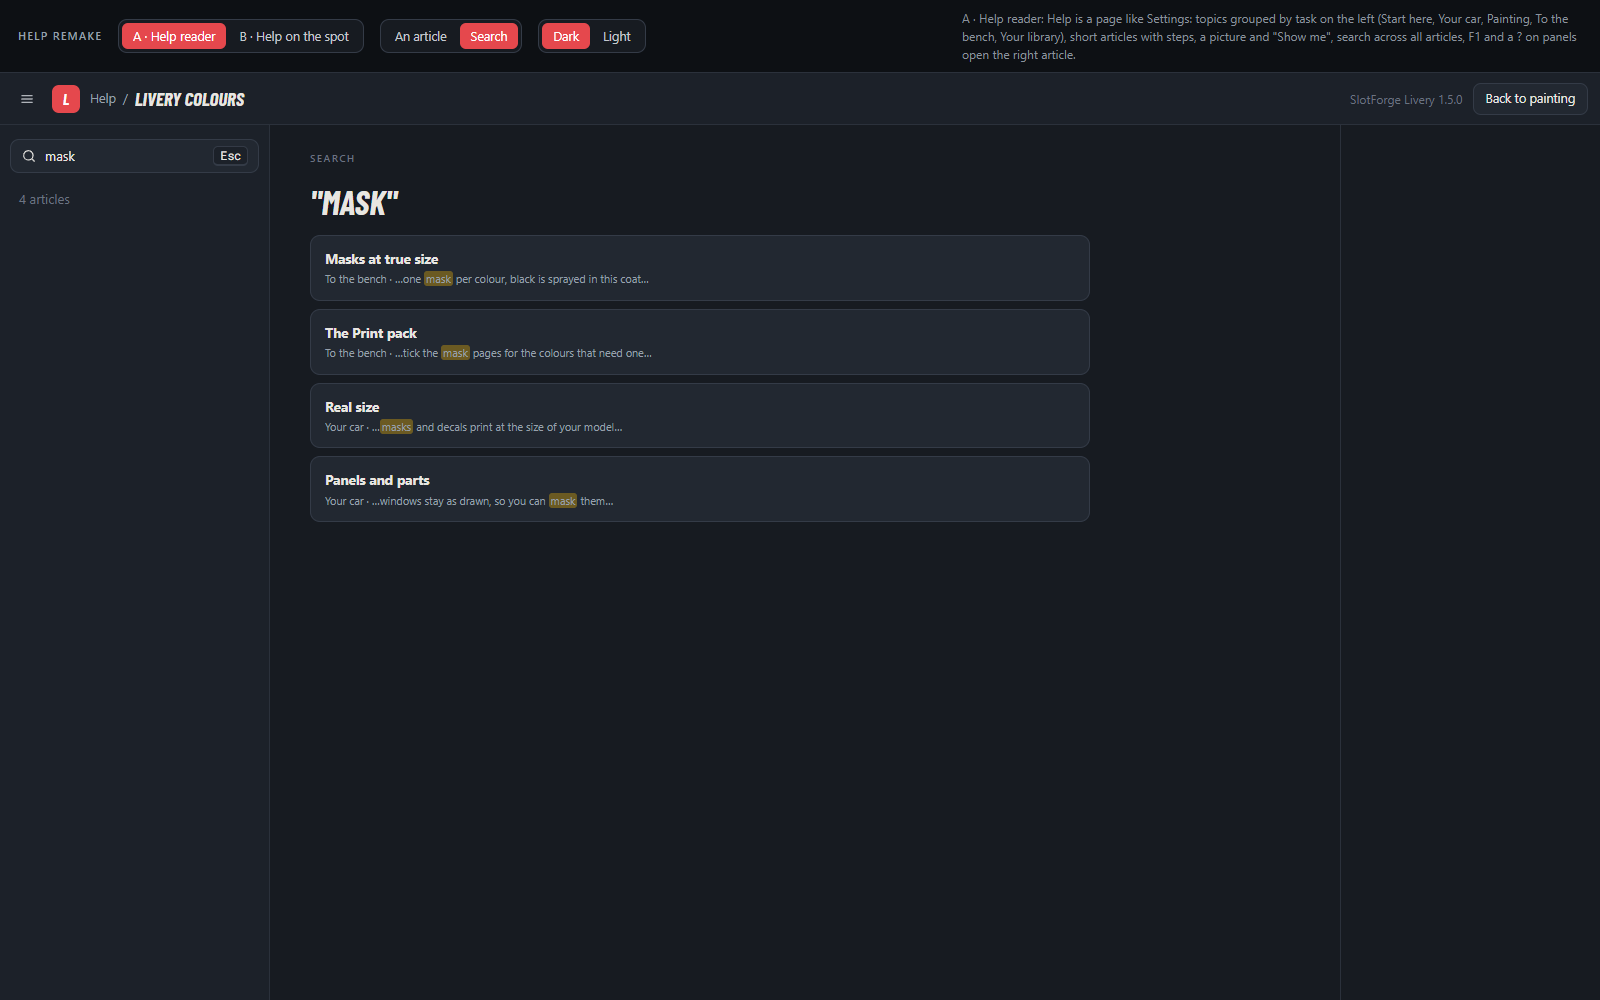 HELP REMAKE
A · Help reader
B · Help on the spot
An article
Search
Dark
Light
A · Help reader: Help is a page like Settings: topics grouped by task on the left (Start here, Your car, Painting, To the
bench, Your library), short articles with steps, a picture and "Show me", search across all articles, F1 and a ? on panels
open the right article.
L
Help / LIVERY COLOURS
SlotForge Livery 1.5.0
Back to painting
mask
Esc
4 articles
SEARCH
"MASK"
Masks at true size
To the bench · ...one mask per colour, black is sprayed in this coat...
The Print pack
To the bench · ...tick the mask pages for the colours that need one...
Real size
Your car · ...masks and decals print at the size of your model...
Panels and parts
Your car · ...windows stay as drawn, so you can mask them...